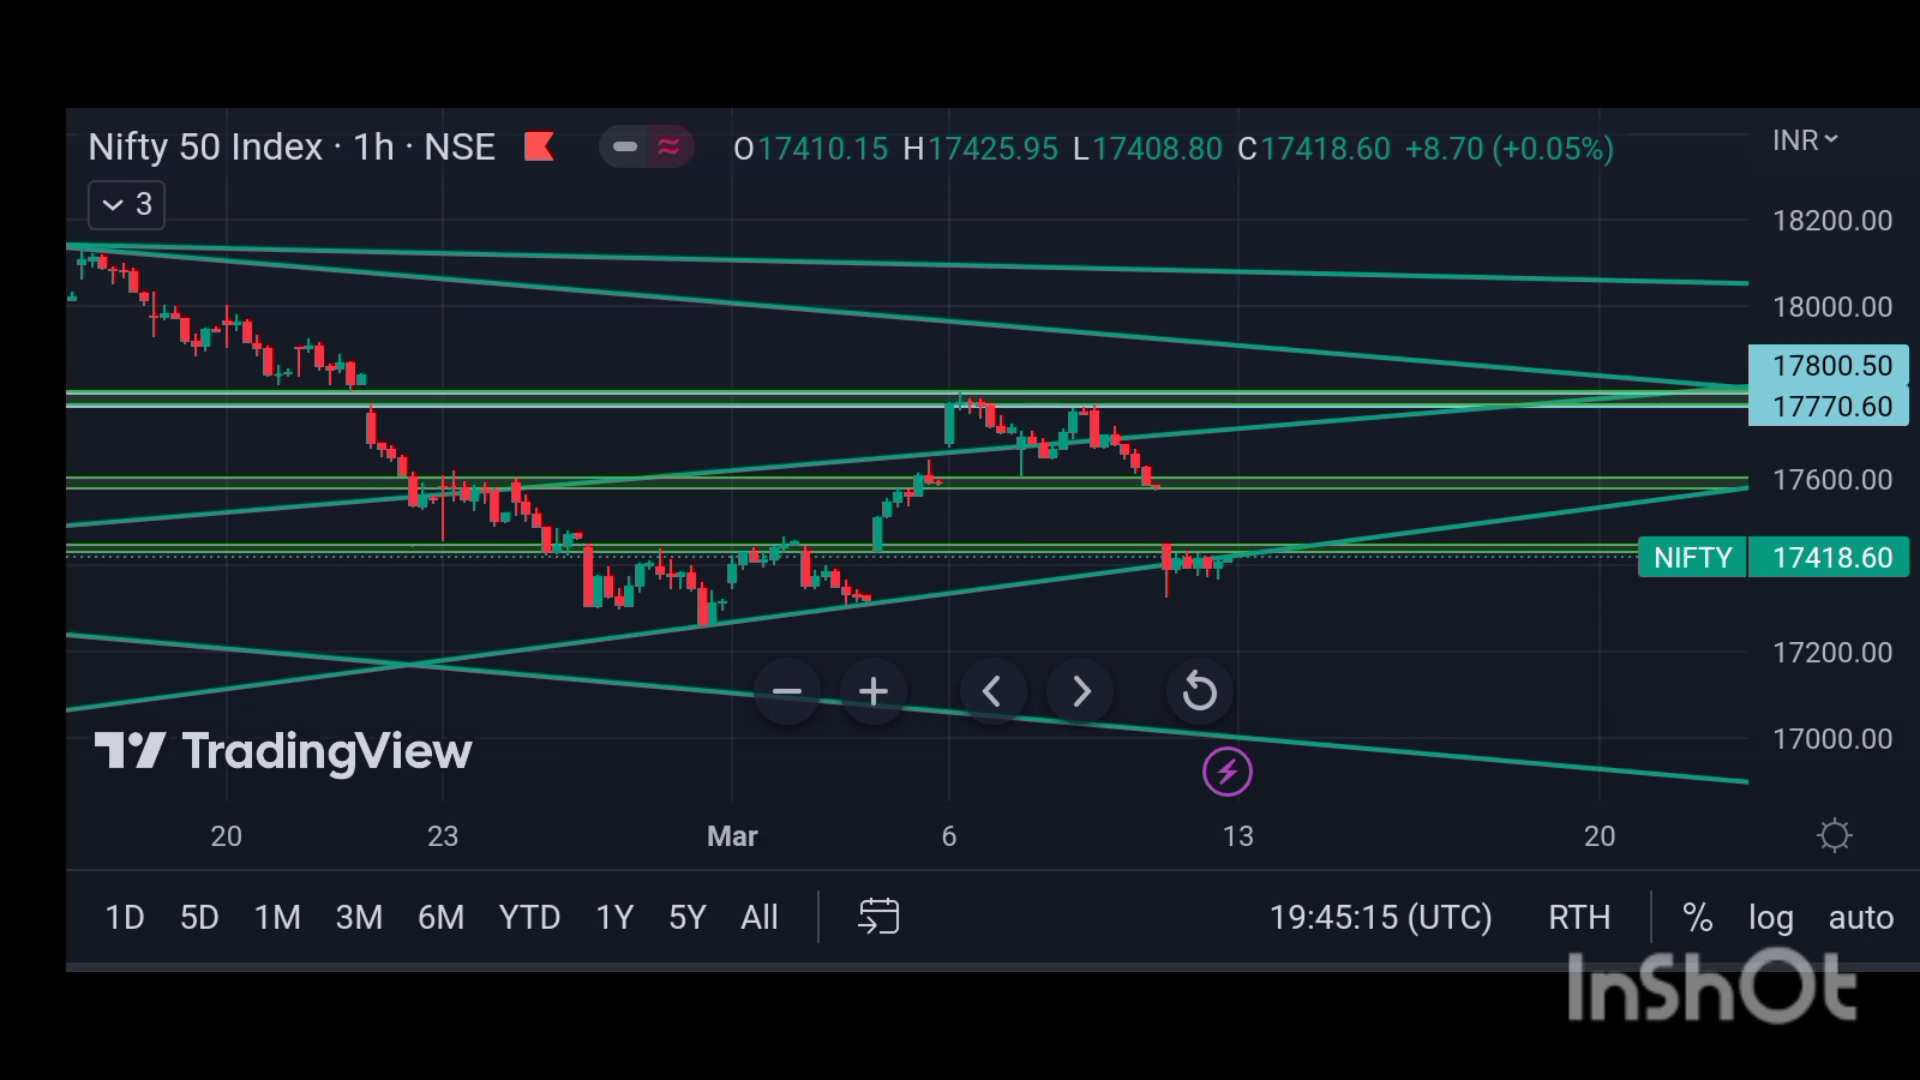 Nifty 50 Index · 1h · NSE
O17410.15 H17425.95 L17408.80 C17418.60 +8.70 (+0.05%)
INR
3
18200.00
18000.00
17800.50
17770.60
17600.00
NIFTY 17418.60
17200.00
17000.00
TradingView
20 23 Mar 6 13 20
1D 5D 1M 3M 6M YTD 1Y 5Y All
19:45:15 (UTC) RTH % log auto
InShOt